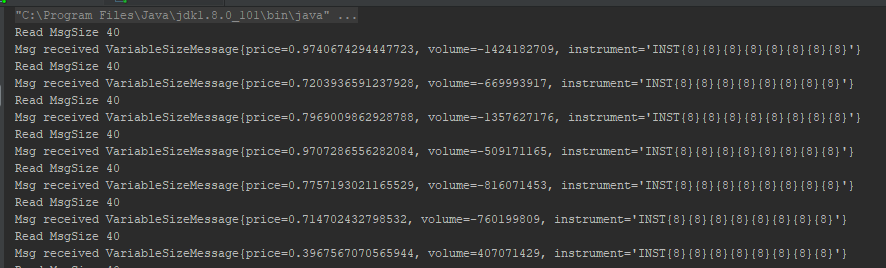 "C:\Program Files\Java\jdk1.8.0_101\bin\java" ...
Read MsgSize 40
Msg received VariableSizeMessage{price=0.9740674294447723, volume=-1424182709, instrument='INST{8}{8}{8}{8}{8}{8}{8}{8}'}
Read MsgSize 40
Msg received VariableSizeMessage{price=0.7203936591237928, volume=-669993917, instrument='INST{8}{8}{8}{8}{8}{8}{8}{8}'}
Read MsgSize 40
Msg received VariableSizeMessage{price=0.7969009862928788, volume=-1357627176, instrument='INST{8}{8}{8}{8}{8}{8}{8}{8}'}
Read MsgSize 40
Msg received VariableSizeMessage{price=0.9707286556282084, volume=-509171165, instrument='INST{8}{8}{8}{8}{8}{8}{8}{8}'}
Read MsgSize 40
Msg received VariableSizeMessage{price=0.7757193021165529, volume=-816071453, instrument='INST{8}{8}{8}{8}{8}{8}{8}{8}'}
Read MsgSize 40
Msg received VariableSizeMessage{price=0.714702432798532, volume=-760199809, instrument='INST{8}{8}{8}{8}{8}{8}{8}{8}'}
Read MsgSize 40
Msg received VariableSizeMessage{price=0.3967567070565944, volume=407071429, instrument='INST{8}{8}{8}{8}{8}{8}{8}{8}'}
Read MsgSize 40